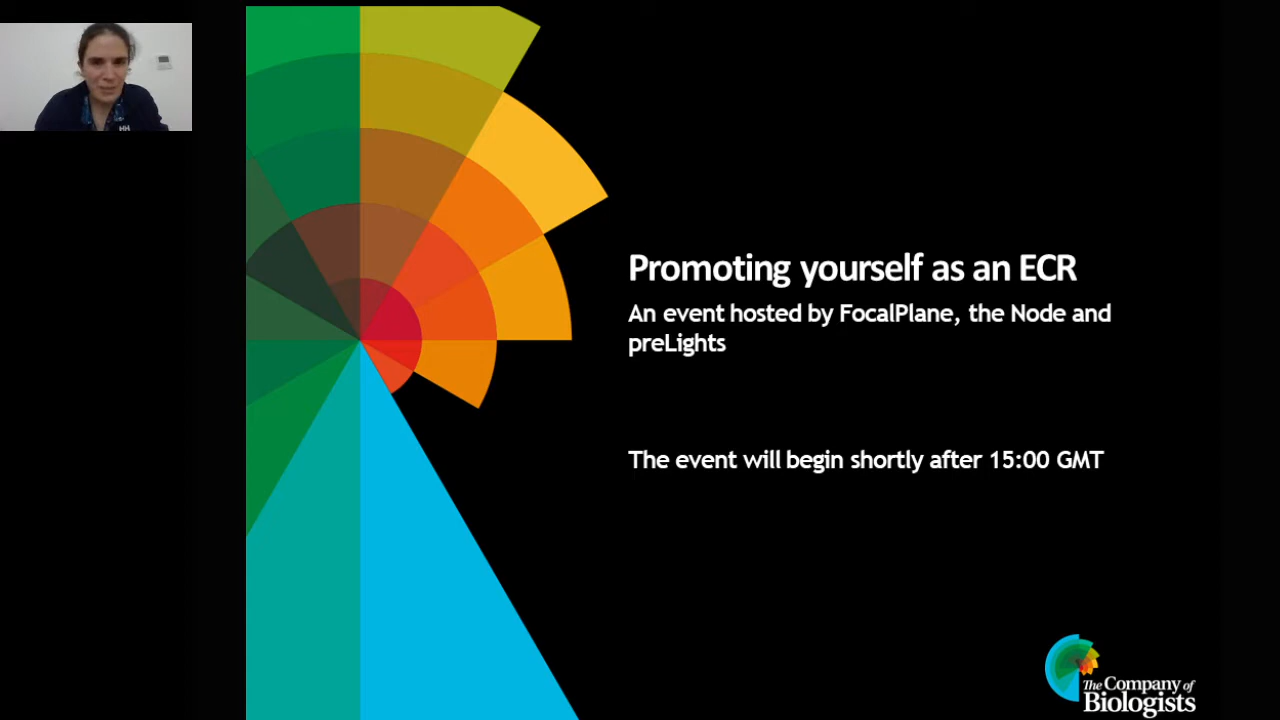 HH
Promoting yourself as an ECR
An event hosted by FocalPlane, the Node and
preLights
The event will begin shortly after 15:00 GMT
The Company of
Biologists